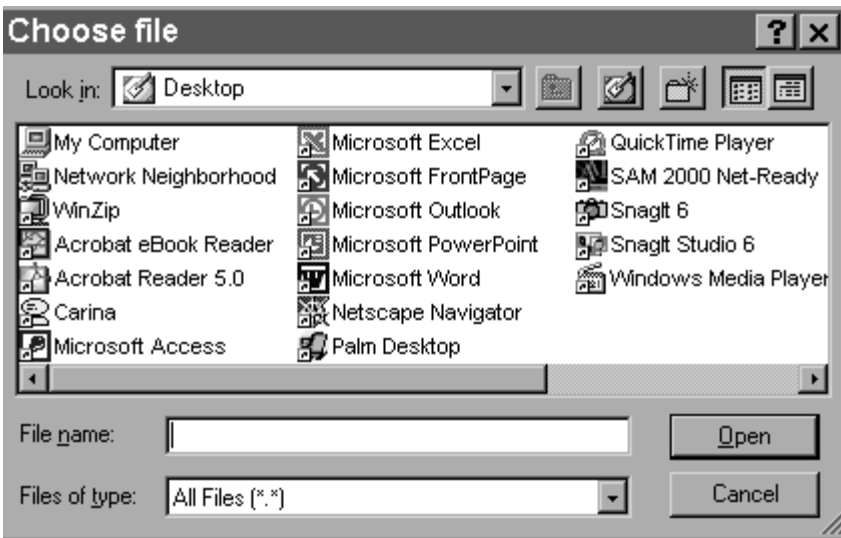 Choose file
Look in: Desktop
My Computer
Network Neighborhood
WinZip
Acrobat eBook Reader
Acrobat Reader 5.0
Carina
Microsoft Access
Microsoft Excel
Microsoft FrontPage
Microsoft Outlook
Microsoft PowerPoint
Microsoft Word
Netscape Navigator
Palm Desktop
QuickTime Player
SAM 2000 Net-Ready
SnagIt 6
SnagIt Studio 6
Windows Media Player
File name:
Open
Files of type: All Files (*.*)
Cancel